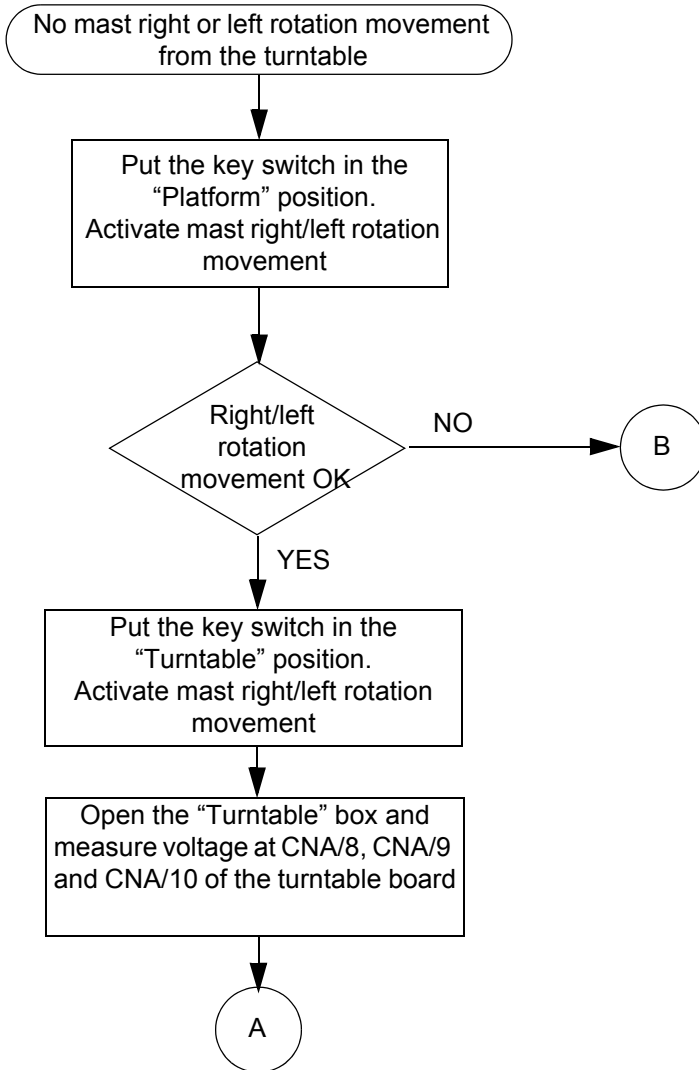 No mast right or left rotation movement
from the turntable
Put the key switch in the
“Platform” position.
Activate mast right/left rotation
movement
Right/left
rotation
movement OK
NO
B
YES
Put the key switch in the
“Turntable” position.
Activate mast right/left rotation
movement
Open the “Turntable” box and
measure voltage at CNA/8, CNA/9
and CNA/10 of the turntable board
A